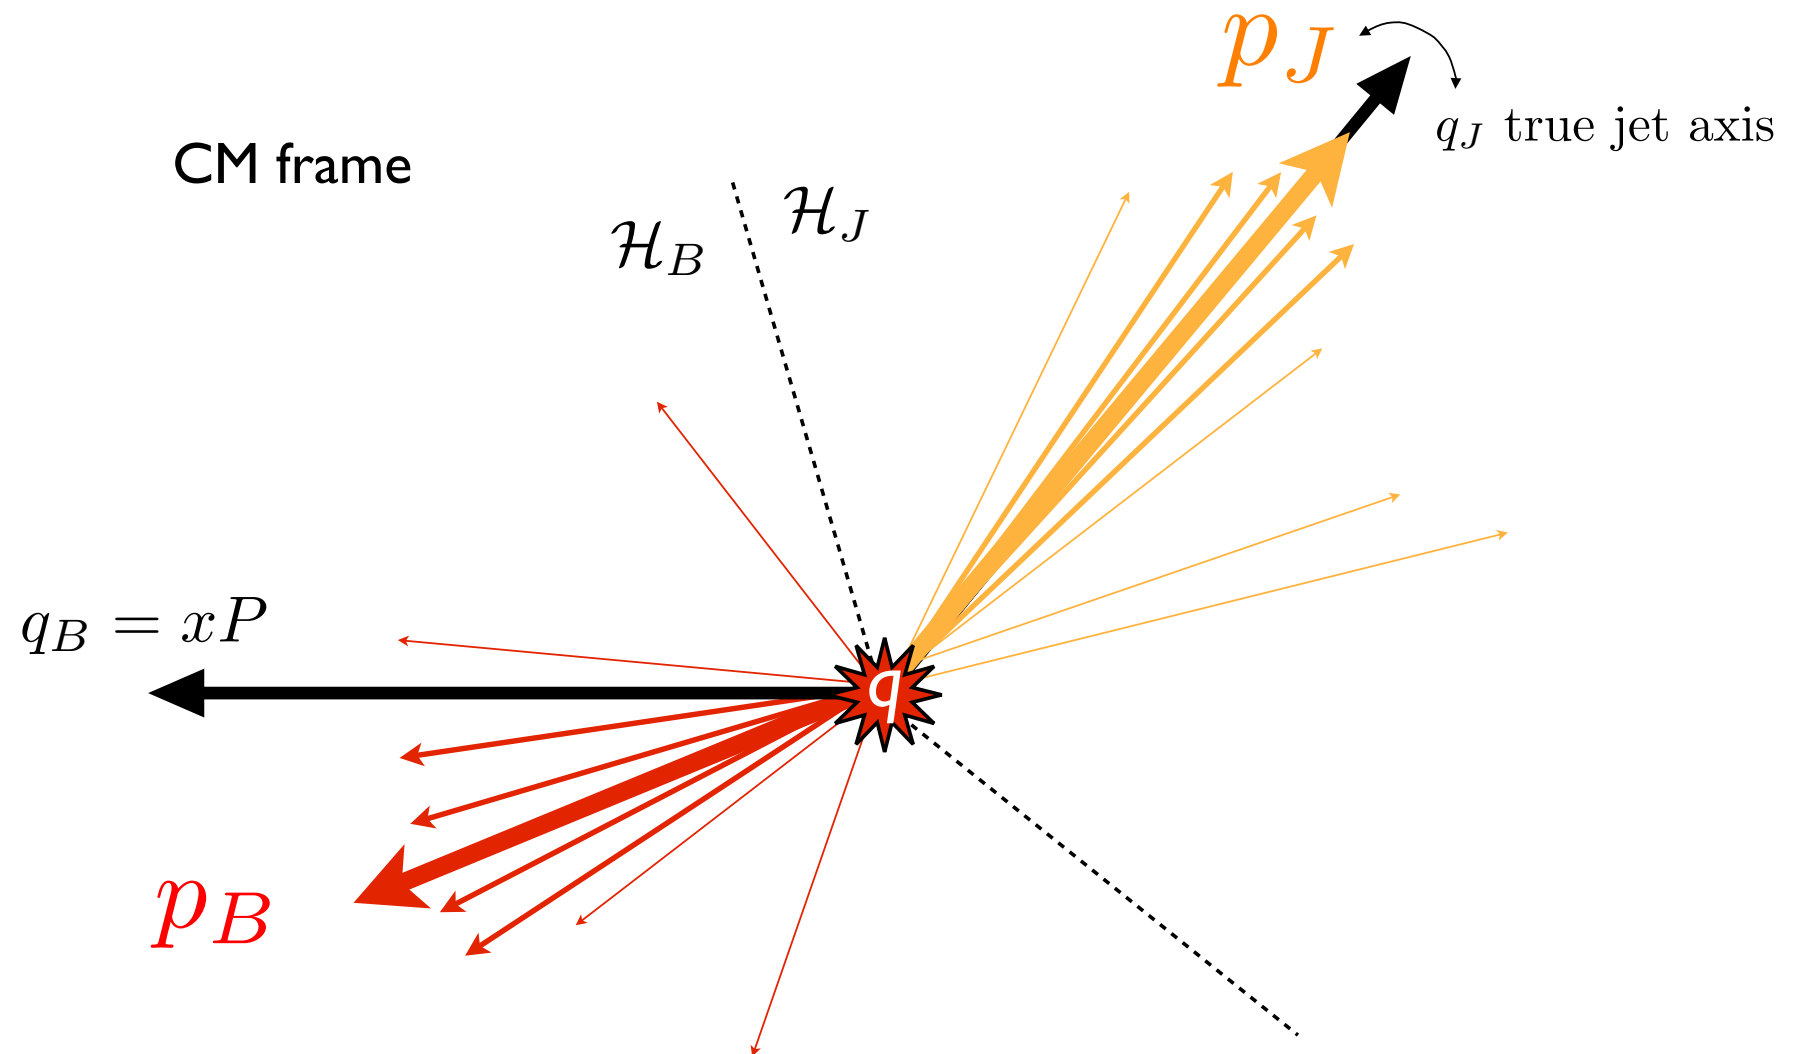 p_J
q_J true jet axis
CM frame
ℋ_B
ℋ_J
q_B = xP
q
p_B